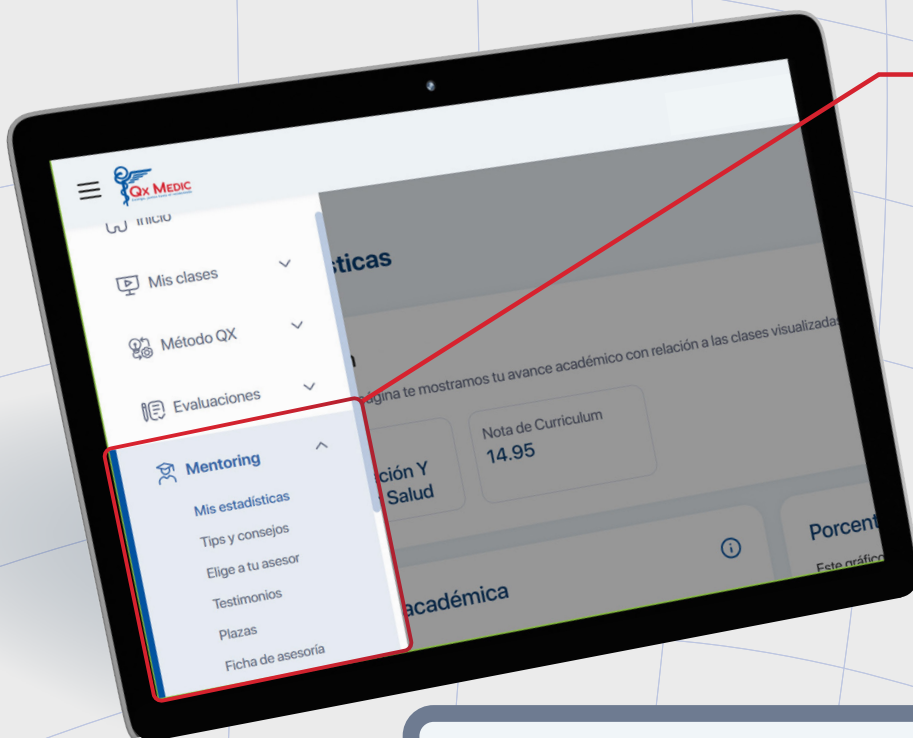 Qx MEDIC
Inicio
Mis clases
Método QX
Evaluaciones
Mentoring
Mis estadísticas
Tips y consejos
Elige a tu asesor
Testimonios
Plazas
Ficha de asesoría
sticas
página te mostramos tu avance académico con relación a las clases visualizadas
ción Y
Salud
Nota de Curriculum
14.95
académica
Porcent
Este gráfico